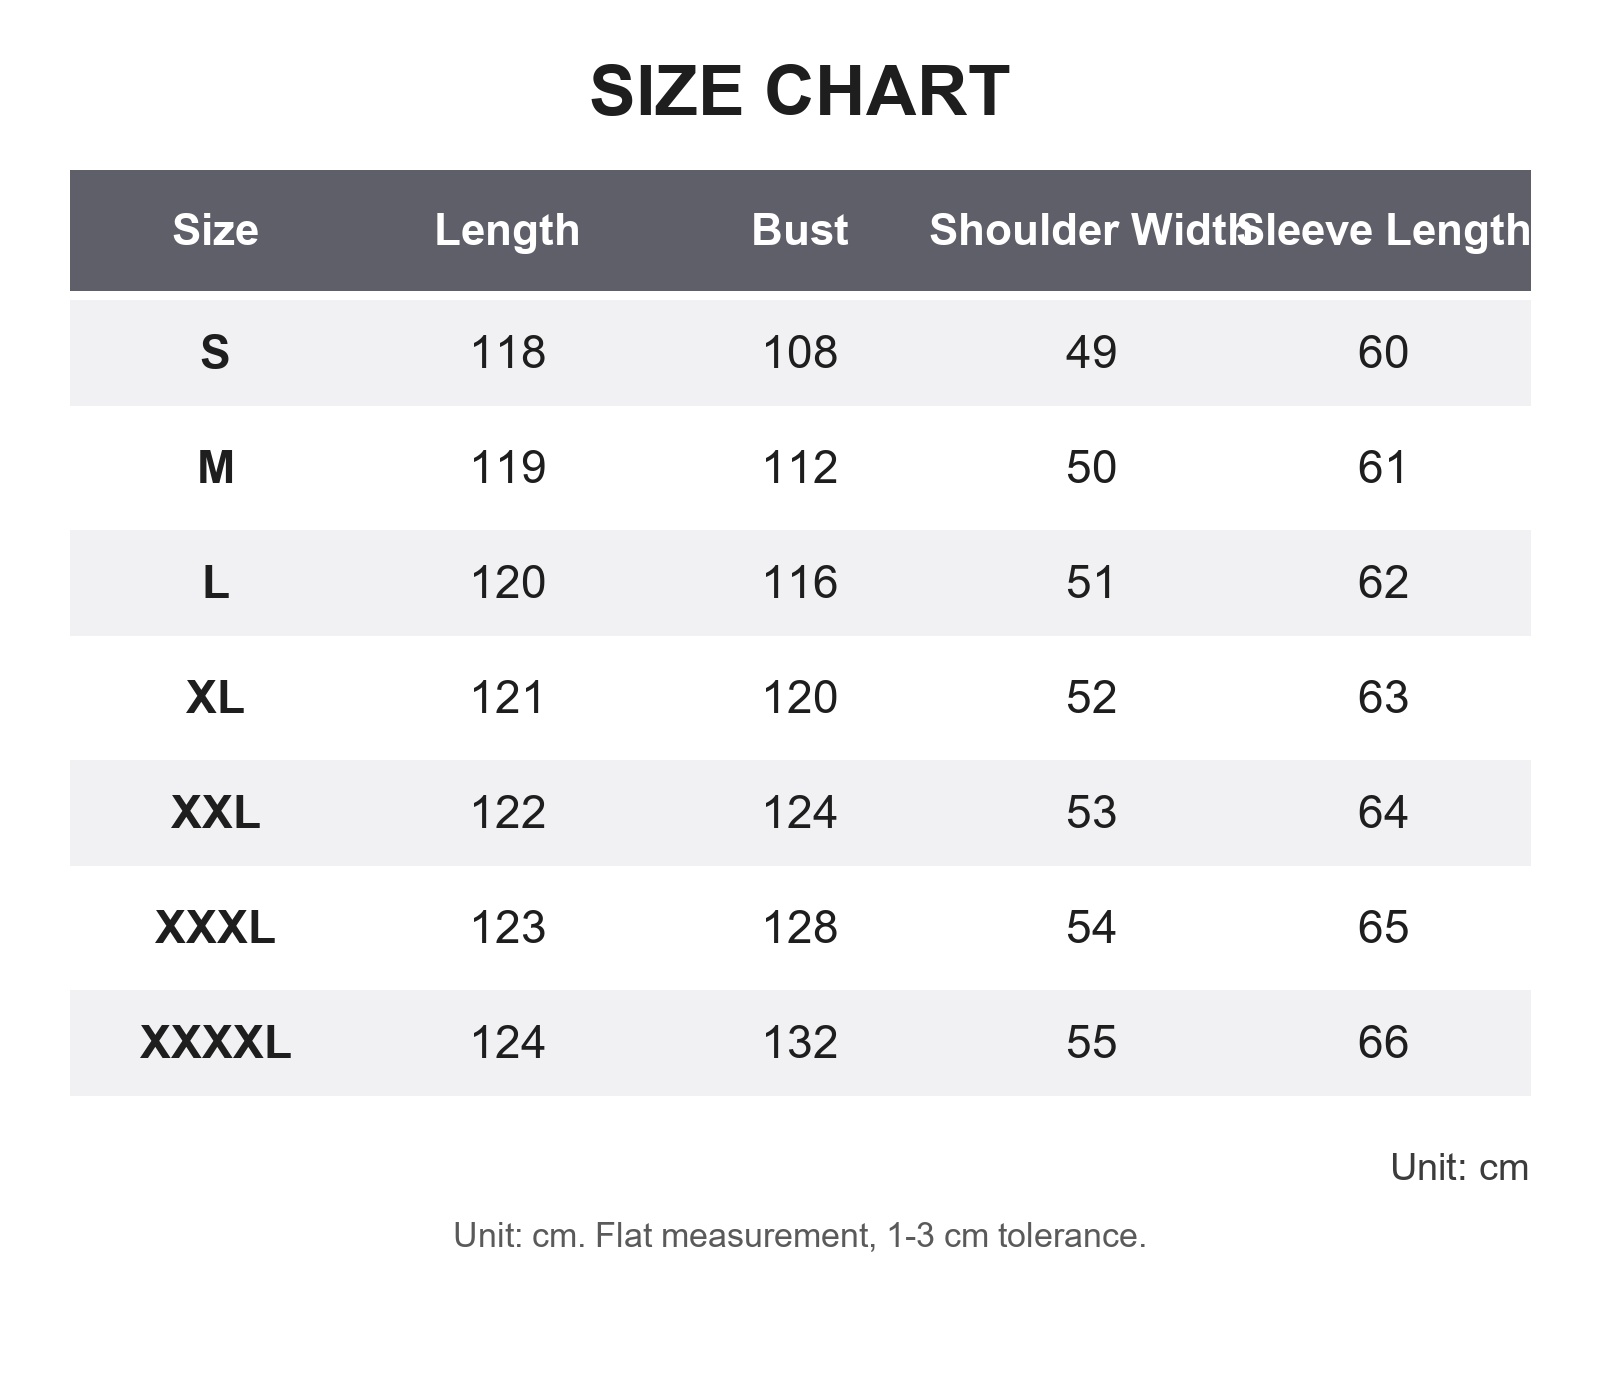 SIZE CHART
Size Length Bust Shoulder Width Sleeve Length
S 118 108 49 60
M 119 112 50 61
L 120 116 51 62
XL 121 120 52 63
XXL 122 124 53 64
XXXL 123 128 54 65
XXXXL 124 132 55 66
Unit: cm
Unit: cm. Flat measurement, 1-3 cm tolerance.